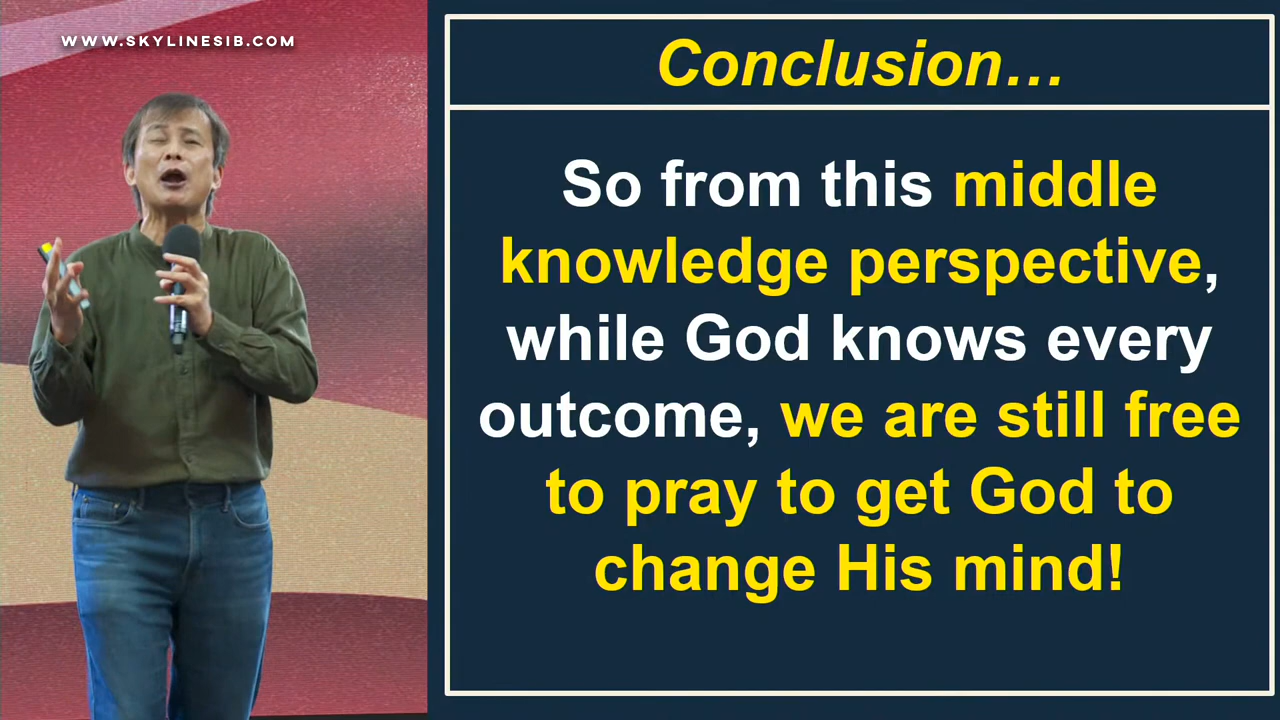 WWW.SKYLINESIB.COM
Conclusion…
So from this middle
knowledge perspective,
while God knows every
outcome, we are still free
to pray to get God to
change His mind!